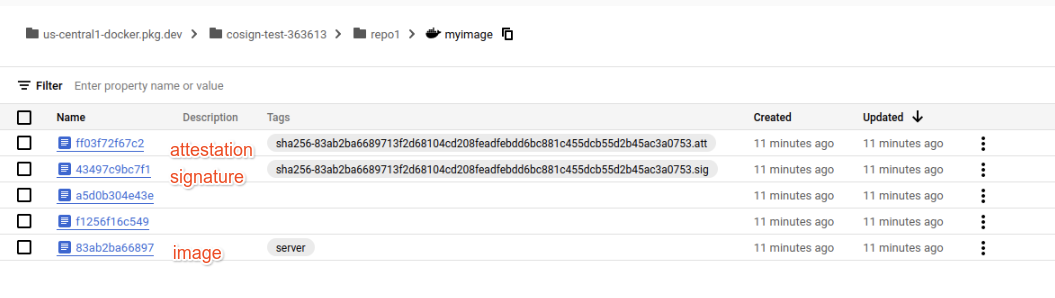 us-central1-docker.pkg.dev > cosign-test-363613 > repo1 > myimage
Filter Enter property name or value
Name Description Tags Created Updated
ff03f72f67c2 attestation sha256-83ab2ba6689713f2d68104cd208feadfebdd6bc881c455dcb55d2b45ac3a0753.att 11 minutes ago 11 minutes ago
43497c9bc7f1 signature sha256-83ab2ba6689713f2d68104cd208feadfebdd6bc881c455dcb55d2b45ac3a0753.sig 11 minutes ago 11 minutes ago
a5d0b304e43e 11 minutes ago 11 minutes ago
f1256f16c549 11 minutes ago 11 minutes ago
83ab2ba66897 image server 11 minutes ago 11 minutes ago